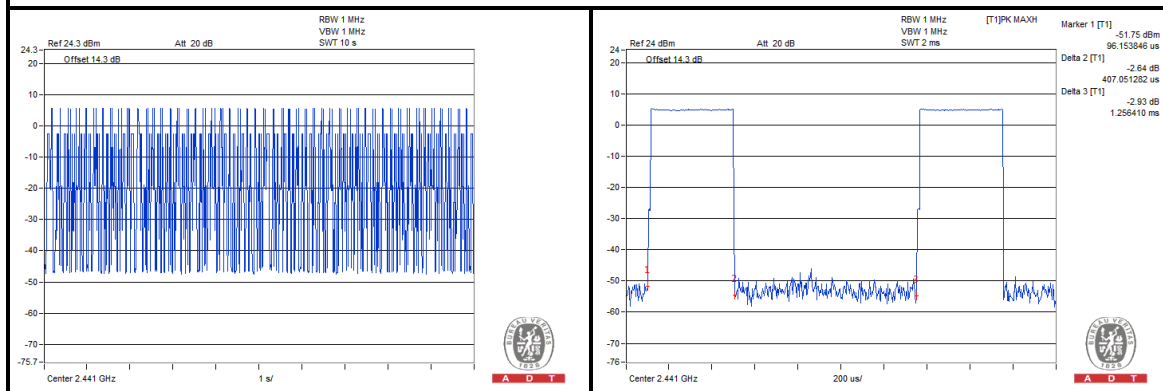 RBW 1 MHz
VBW 1 MHz
Ref 24.3 dBm Att 20 dB SWT 10 s
24.3
Offset 14.3 dB
20
10
0
-10
-20
-30
-40
-50
-60
-70
-75.7
Center 2.441 GHz 1 s/
BUREAU VERITAS
1828
A D T
RBW 1 MHz [T1]PK MAXH
VBW 1 MHz
Ref 24 dBm Att 20 dB SWT 2 ms
24
Offset 14.3 dB
20
10
0
-10
-20
-30
-40
-50
-60
-70
-76
1
2
3
Center 2.441 GHz 200 us/
Marker 1 [T1]
-51.75 dBm
96.153846 us
Delta 2 [T1]
-2.64 dB
407.051282 us
Delta 3 [T1]
-2.93 dB
1.256410 ms
BUREAU VERITAS
1828
A D T